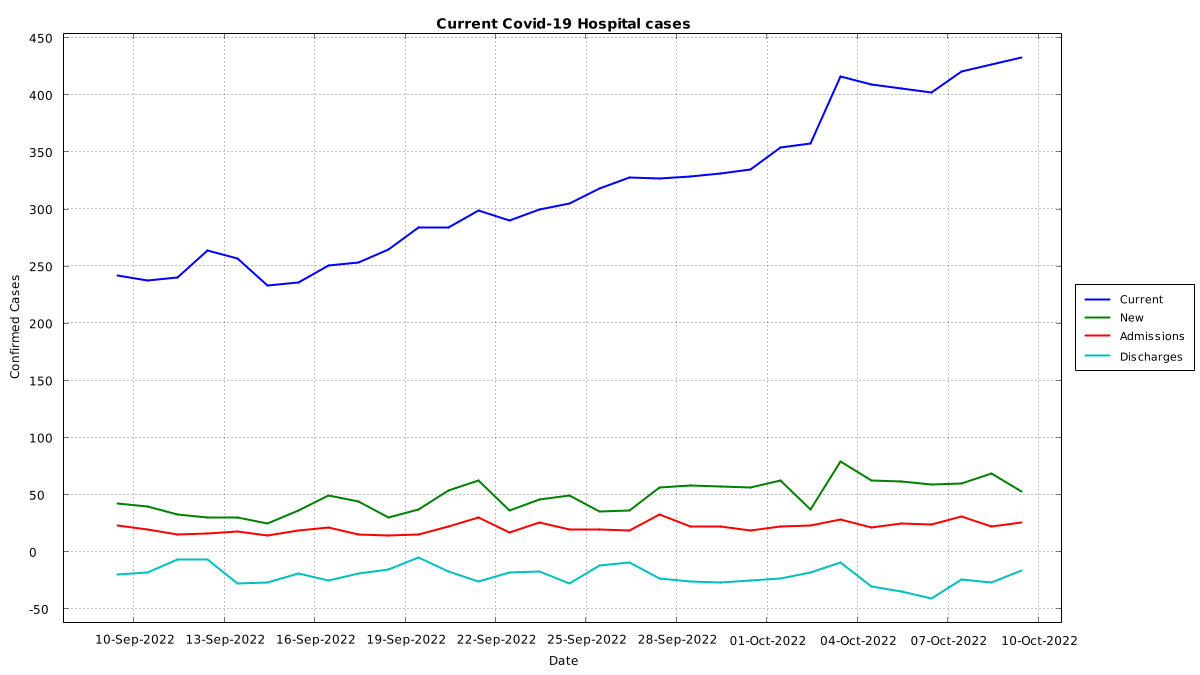 Current Covid-19 Hospital cases
450
400
350
300
250
200
150
100
50
0
-50
Confirmed Cases
10-Sep-2022 13-Sep-2022 16-Sep-2022 19-Sep-2022 22-Sep-2022 25-Sep-2022 28-Sep-2022 01-Oct-2022 04-Oct-2022 07-Oct-2022 10-Oct-2022
Date
Current
New
Admissions
Discharges